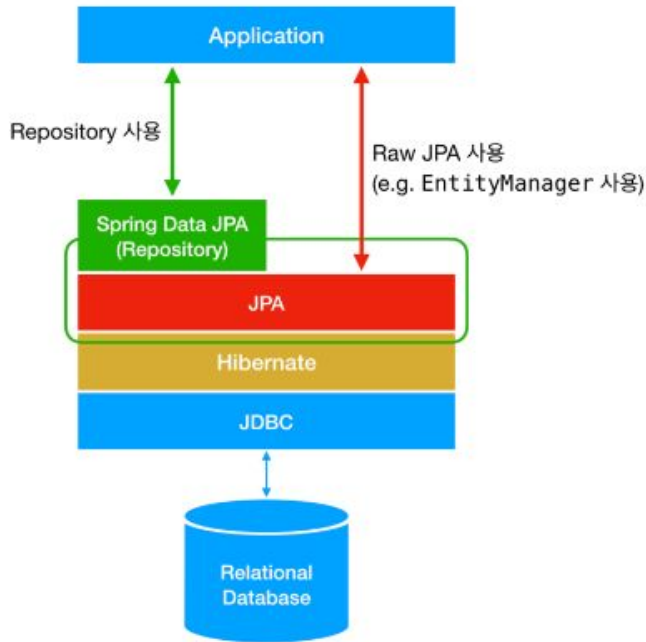 Application
Repository 사용
Raw JPA 사용
(e.g. EntityManager 사용)
Spring Data JPA
(Repository)
JPA
Hibernate
JDBC
Relational
Database